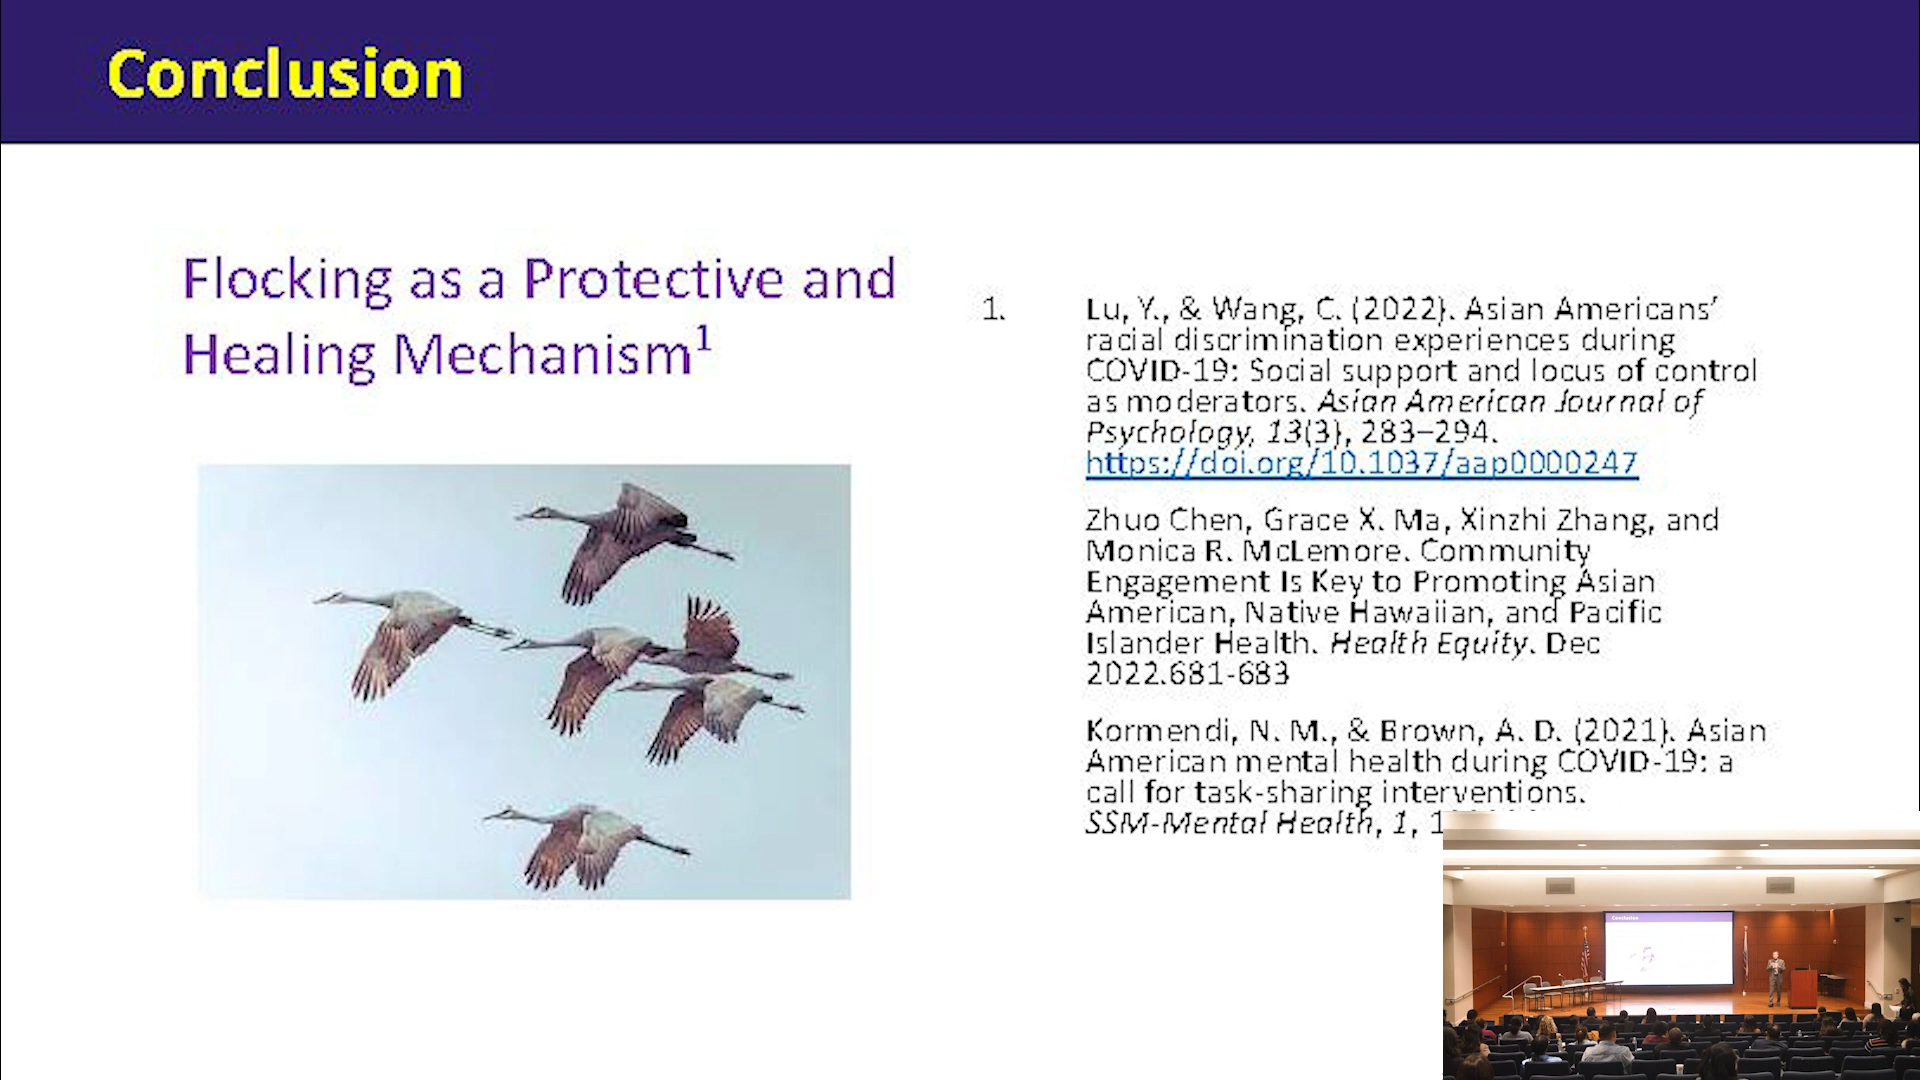 Conclusion
Flocking as a Protective and
Healing Mechanism1
1. Lu, Y., & Wang, C. (2022). Asian Americans'
racial discrimination experiences during
COVID-19: Social support and locus of control
as moderators. Asian American Journal of
Psychology, 13(3), 283–294.
https://doi.org/10.1037/aap0000247
Zhuo Chen, Grace X. Ma, Xinzhi Zhang, and
Monica R. McLemore. Community
Engagement Is Key to Promoting Asian
American, Native Hawaiian, and Pacific
Islander Health. Health Equity. Dec
2022.681-683
Kormendi, N. M., & Brown, A. D. (2021). Asian
American mental health during COVID-19: a
call for task-sharing interventions.
SSM-Mental Health, 1,
Conclusion